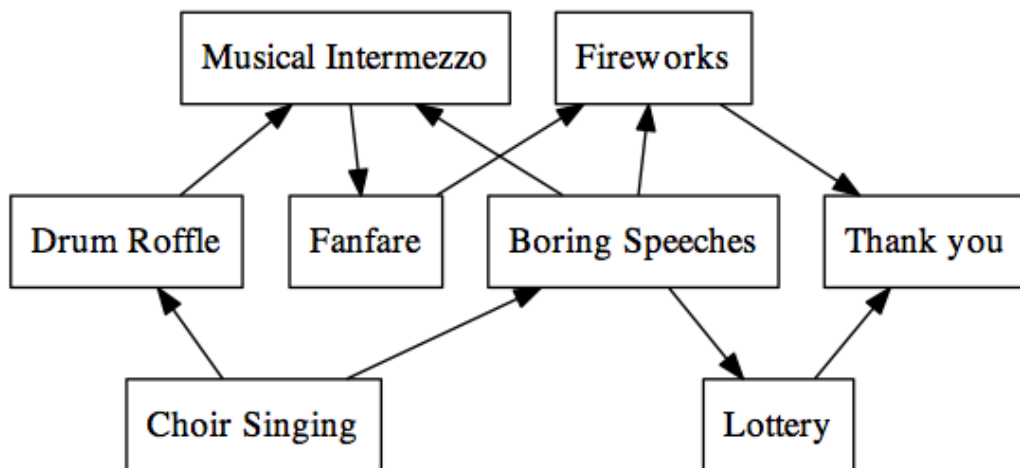 Musical Intermezzo
Fireworks
Drum Roffle
Fanfare
Boring Speeches
Thank you
Choir Singing
Lottery